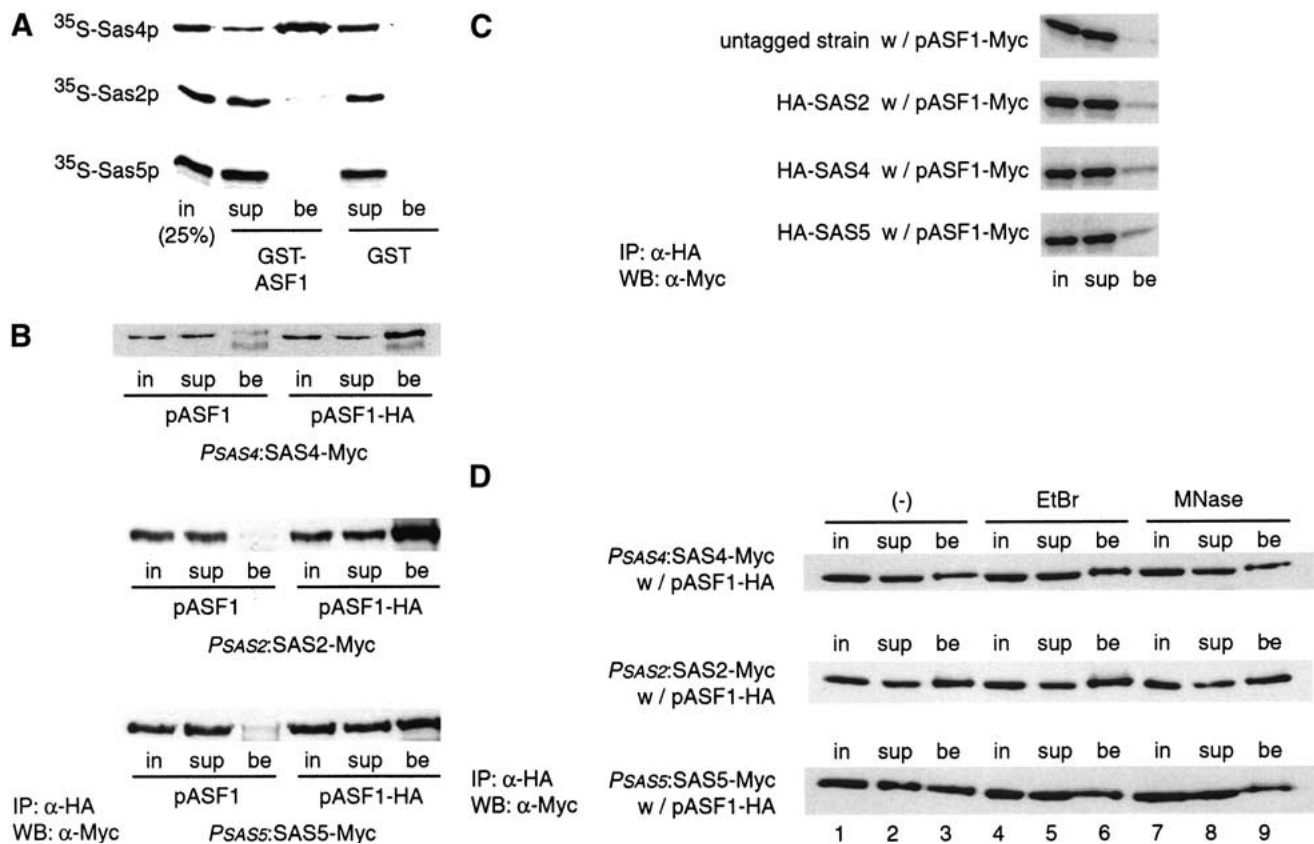 A
35S-Sas4p
35S-Sas2p
35S-Sas5p
in sup be sup be
(25%)
GST-ASF1 GST
B
in sup be in sup be
pASF1 pASF1-HA
PSAS4:SAS4-Myc
in sup be in sup be
pASF1 pASF1-HA
PSAS2:SAS2-Myc
in sup be in sup be
pASF1 pASF1-HA
PSAS5:SAS5-Myc
IP: α-HA
WB: α-Myc
C
untagged strain w / pASF1-Myc
HA-SAS2 w / pASF1-Myc
HA-SAS4 w / pASF1-Myc
HA-SAS5 w / pASF1-Myc
in sup be
IP: α-HA
WB: α-Myc
D
(-) EtBr MNase
in sup be in sup be in sup be
PSAS4:SAS4-Myc
w / pASF1-HA
in sup be in sup be in sup be
PSAS2:SAS2-Myc
w / pASF1-HA
in sup be in sup be in sup be
PSAS5:SAS5-Myc
w / pASF1-HA
1 2 3 4 5 6 7 8 9
IP: α-HA
WB: α-Myc